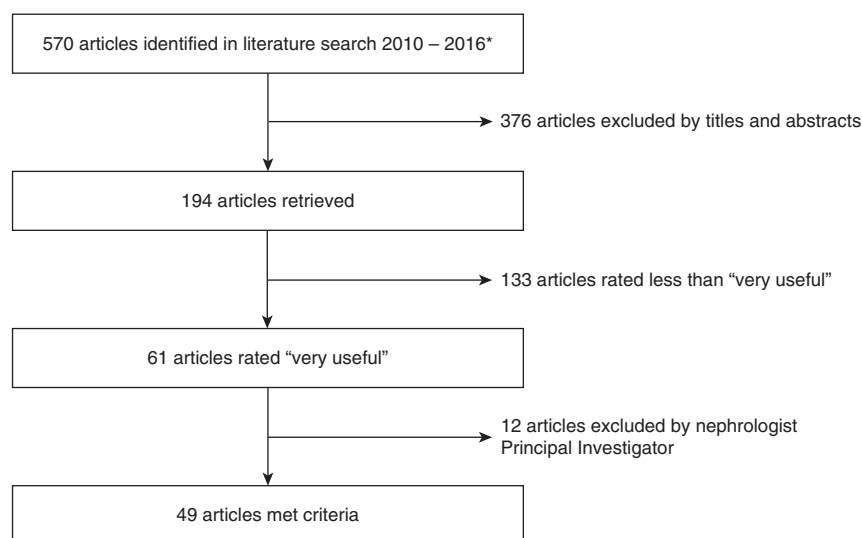 570 articles identified in literature search 2010 – 2016*
376 articles excluded by titles and abstracts
194 articles retrieved
133 articles rated less than “very useful”
61 articles rated “very useful”
12 articles excluded by nephrologist
Principal Investigator
49 articles met criteria